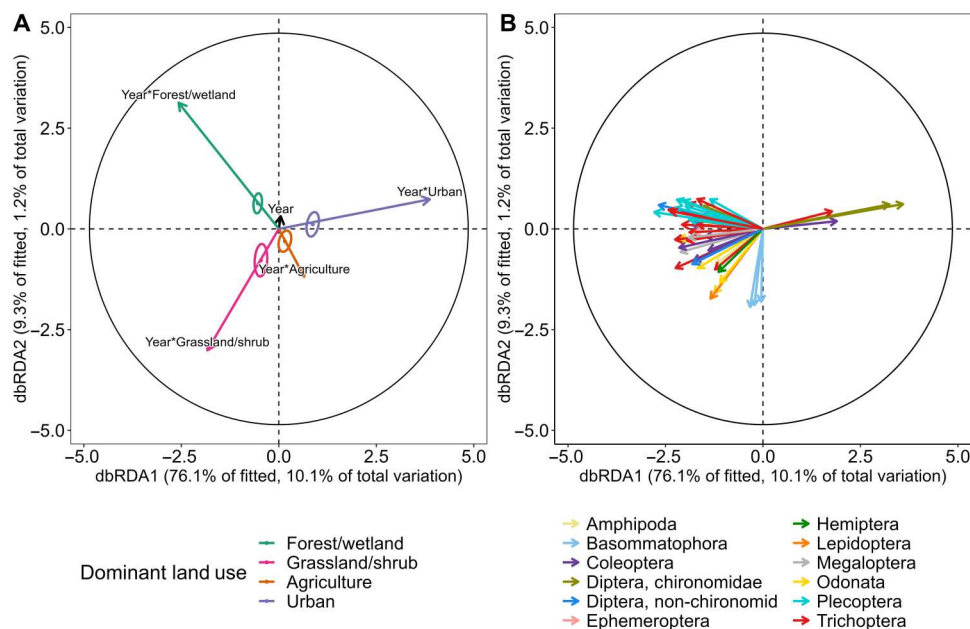 A
B
5.0
2.5
0.0
−2.5
−5.0
dbRDA2 (9.3% of fitted, 1.2% of total variation)
Year*Forest/wetland
Year
Year*Urban
Year*Agriculture
Year*Grassland/shrub
−5.0 −2.5 0.0 2.5 5.0
dbRDA1 (76.1% of fitted, 10.1% of total variation)
5.0
2.5
0.0
−2.5
−5.0
dbRDA2 (9.3% of fitted, 1.2% of total variation)
−5.0 −2.5 0.0 2.5 5.0
dbRDA1 (76.1% of fitted, 10.1% of total variation)
Dominant land use
Forest/wetland
Grassland/shrub
Agriculture
Urban
Amphipoda
Basommatophora
Coleoptera
Diptera, chironomidae
Diptera, non-chironomid
Ephemeroptera
Hemiptera
Lepidoptera
Megaloptera
Odonata
Plecoptera
Trichoptera